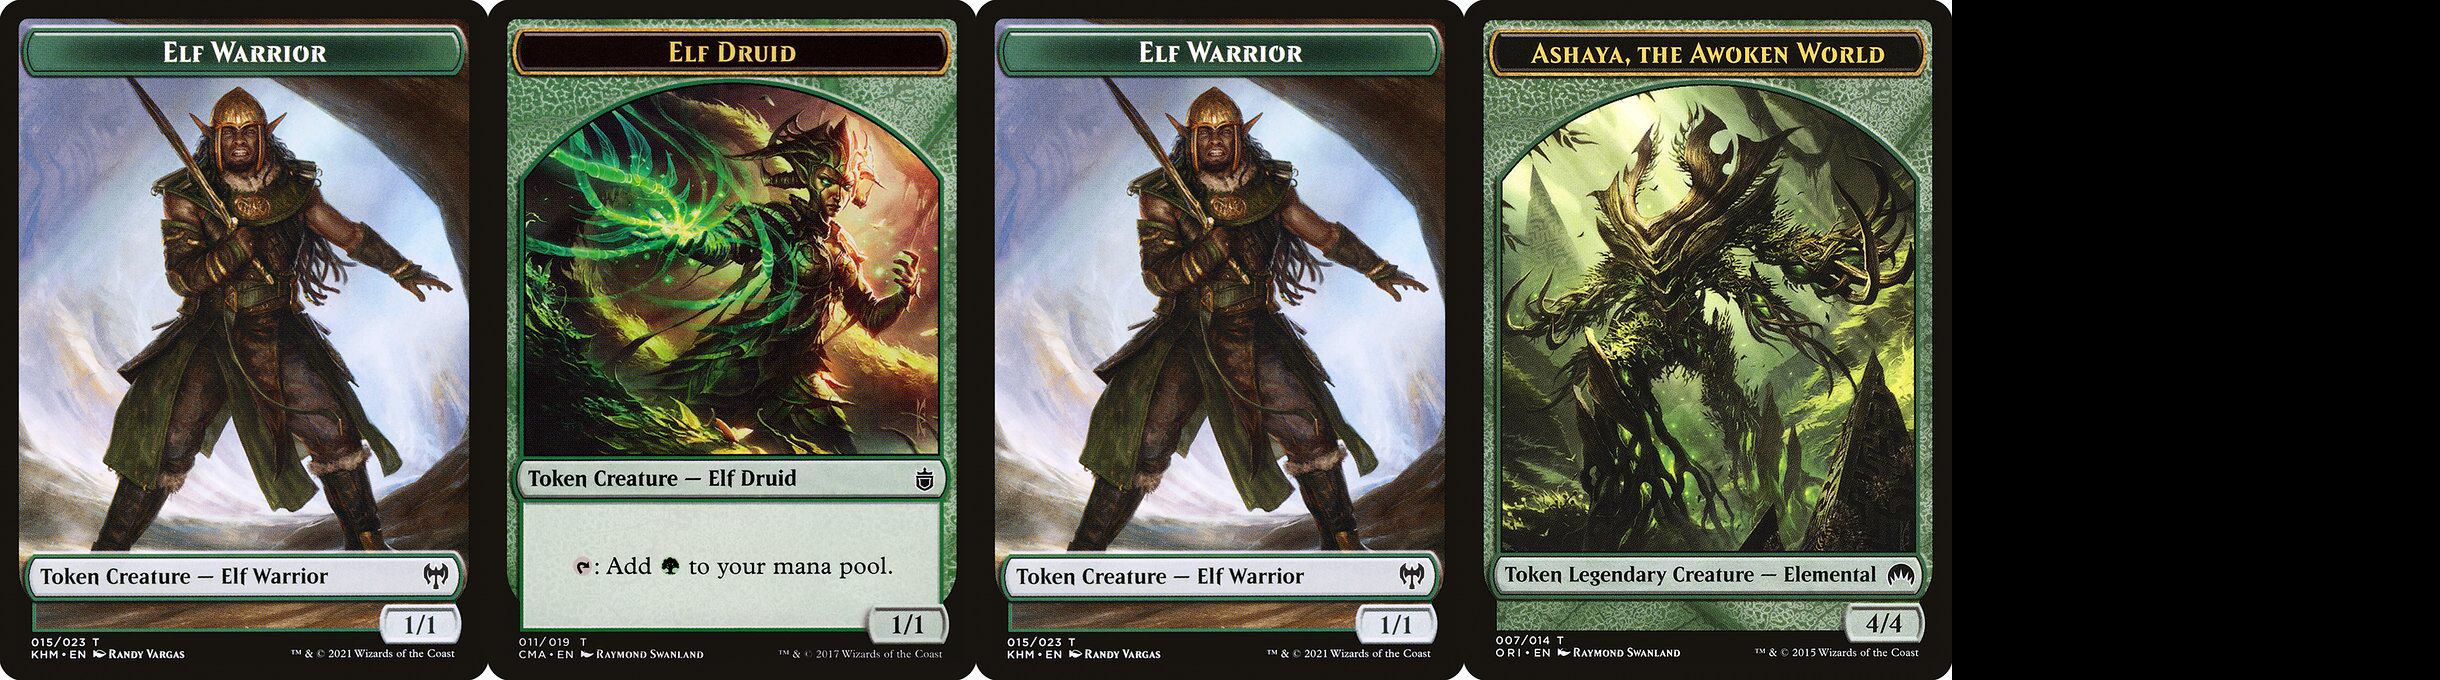 ELF WARRIOR
Token Creature — Elf Warrior
1/1
015/023 T
KHM • EN RANDY VARGAS
™ & © 2021 Wizards of the Coast
ELF DRUID
Token Creature — Elf Druid
: Add to your mana pool.
1/1
011/019 T
CMA • EN RAYMOND SWANLAND
™ & © 2017 Wizards of the Coast
ELF WARRIOR
Token Creature — Elf Warrior
1/1
015/023 T
KHM • EN RANDY VARGAS
™ & © 2021 Wizards of the Coast
ASHAYA, THE AWOKEN WORLD
Token Legendary Creature — Elemental
4/4
007/014 T
ORI • EN RAYMOND SWANLAND
™ & © 2015 Wizards of the Coast